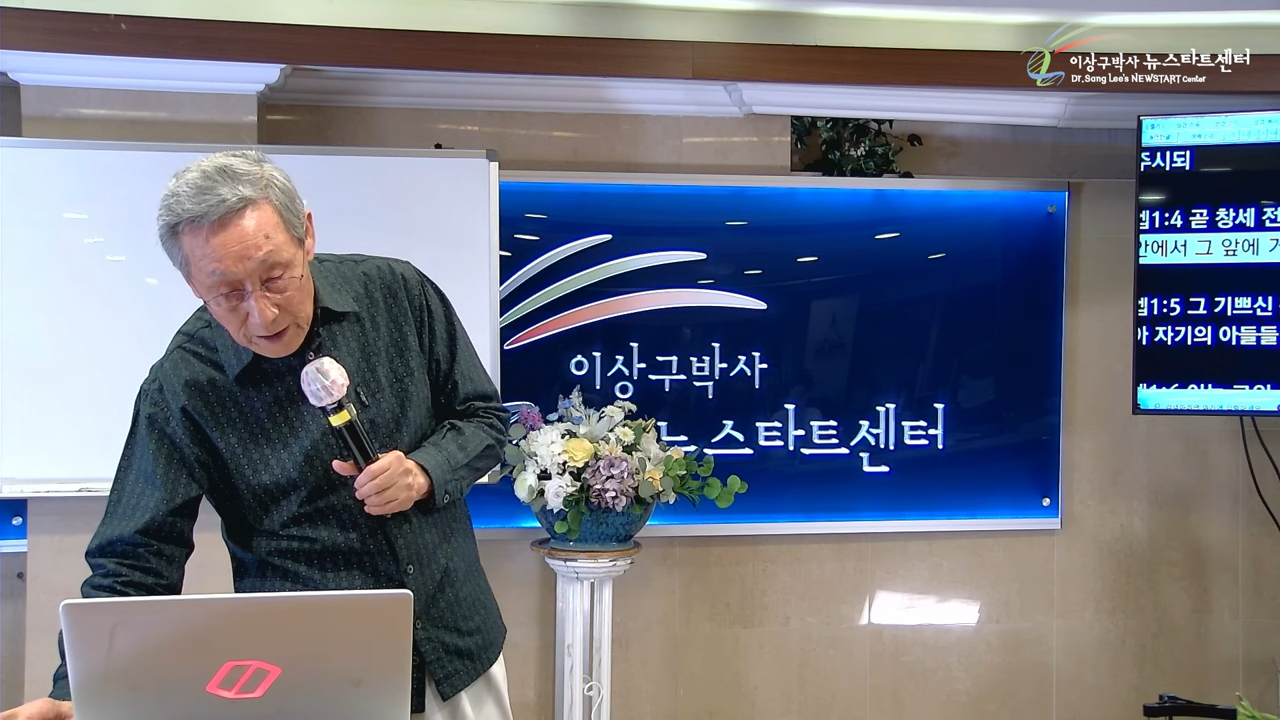 이상구박사 뉴스타트센터
Dr. Sang Lee's NEWSTART Center
주시되
엡1:4 곧 창세 전
안에서 그 앞에 거
엡1:5 그 기쁘신
자기의 아들들
이상구박사
뉴스타트센터